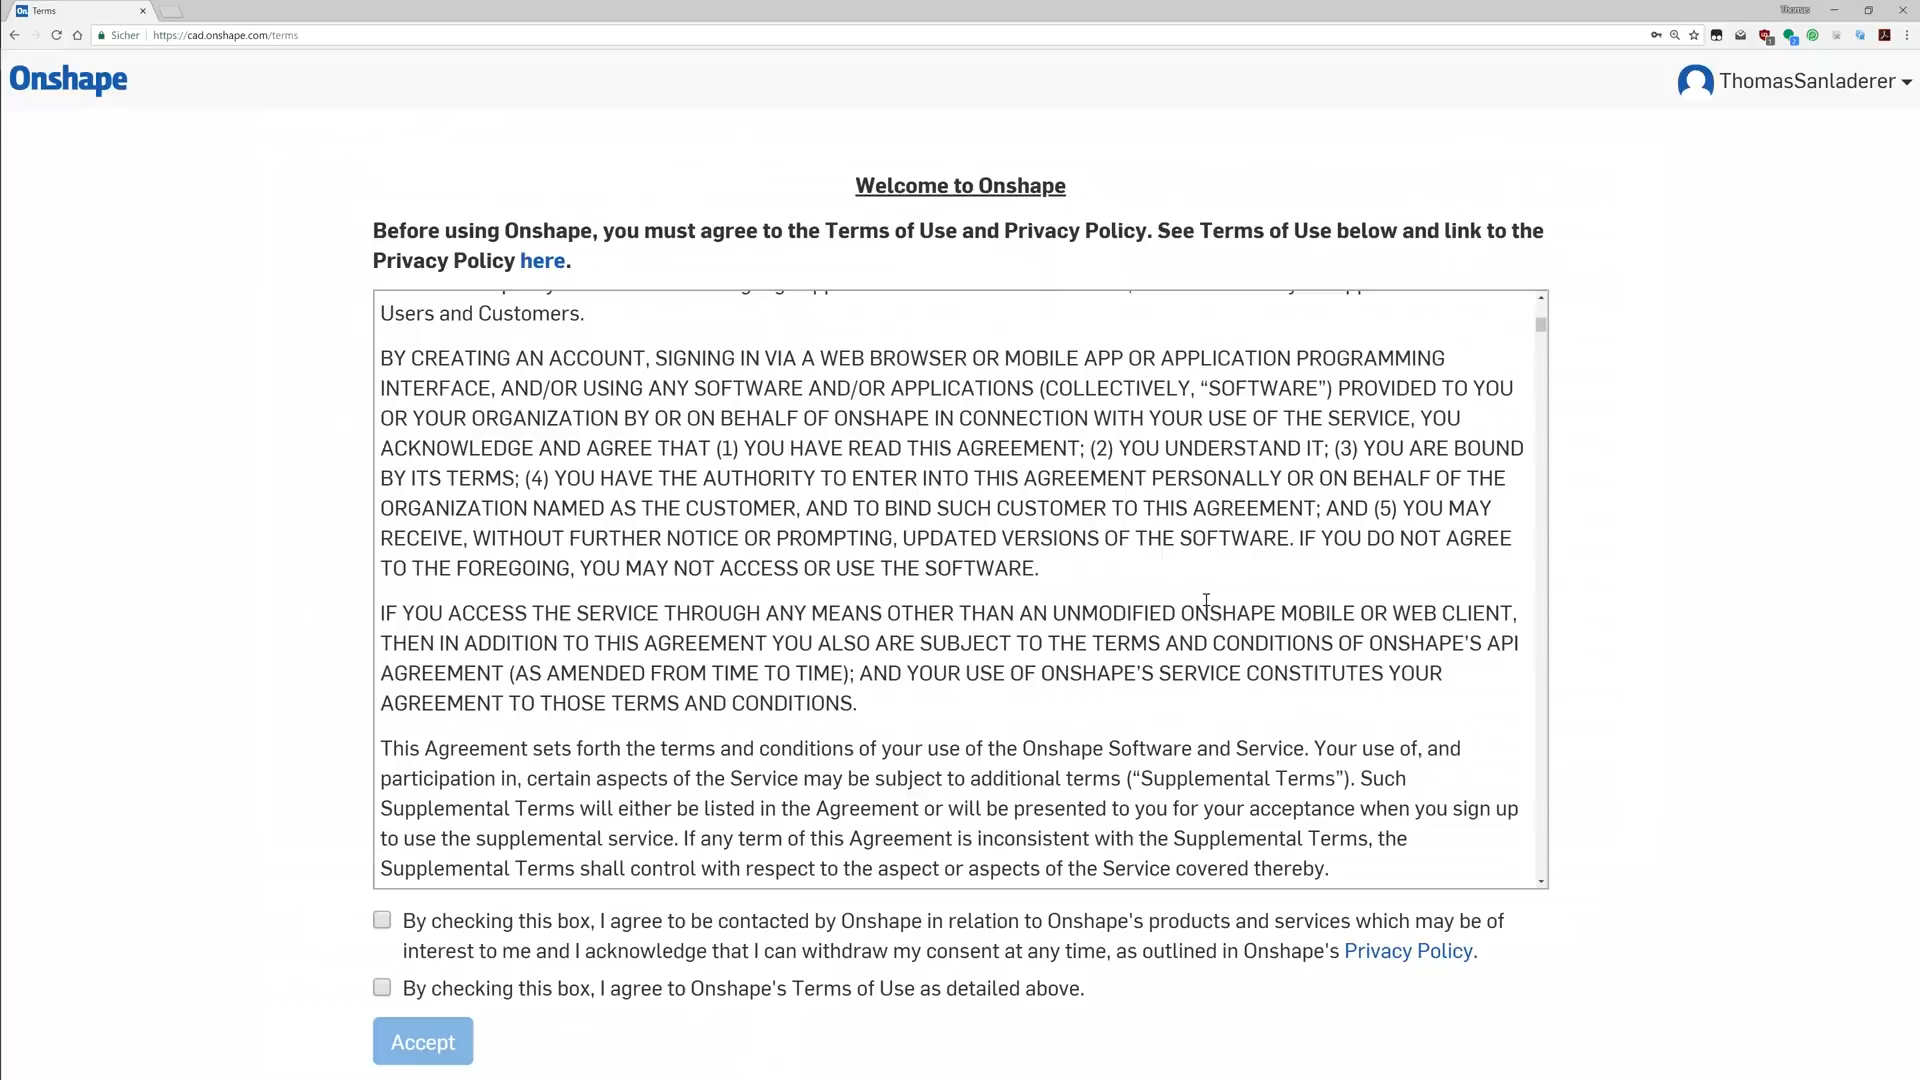 On Terms
Thomas
Sicher https://cad.onshape.com/terms
Onshape
ThomasSanladerer
Welcome to Onshape
Before using Onshape, you must agree to the Terms of Use and Privacy Policy. See Terms of Use below and link to the
Privacy Policy here.
Users and Customers.
BY CREATING AN ACCOUNT, SIGNING IN VIA A WEB BROWSER OR MOBILE APP OR APPLICATION PROGRAMMING
INTERFACE, AND/OR USING ANY SOFTWARE AND/OR APPLICATIONS (COLLECTIVELY, “SOFTWARE”) PROVIDED TO YOU
OR YOUR ORGANIZATION BY OR ON BEHALF OF ONSHAPE IN CONNECTION WITH YOUR USE OF THE SERVICE, YOU
ACKNOWLEDGE AND AGREE THAT (1) YOU HAVE READ THIS AGREEMENT; (2) YOU UNDERSTAND IT; (3) YOU ARE BOUND
BY ITS TERMS; (4) YOU HAVE THE AUTHORITY TO ENTER INTO THIS AGREEMENT PERSONALLY OR ON BEHALF OF THE
ORGANIZATION NAMED AS THE CUSTOMER, AND TO BIND SUCH CUSTOMER TO THIS AGREEMENT; AND (5) YOU MAY
RECEIVE, WITHOUT FURTHER NOTICE OR PROMPTING, UPDATED VERSIONS OF THE SOFTWARE. IF YOU DO NOT AGREE
TO THE FOREGOING, YOU MAY NOT ACCESS OR USE THE SOFTWARE.
IF YOU ACCESS THE SERVICE THROUGH ANY MEANS OTHER THAN AN UNMODIFIED ONSHAPE MOBILE OR WEB CLIENT,
THEN IN ADDITION TO THIS AGREEMENT YOU ALSO ARE SUBJECT TO THE TERMS AND CONDITIONS OF ONSHAPE’S API
AGREEMENT (AS AMENDED FROM TIME TO TIME); AND YOUR USE OF ONSHAPE’S SERVICE CONSTITUTES YOUR
AGREEMENT TO THOSE TERMS AND CONDITIONS.
This Agreement sets forth the terms and conditions of your use of the Onshape Software and Service. Your use of, and
participation in, certain aspects of the Service may be subject to additional terms (“Supplemental Terms”). Such
Supplemental Terms will either be listed in the Agreement or will be presented to you for your acceptance when you sign up
to use the supplemental service. If any term of this Agreement is inconsistent with the Supplemental Terms, the
Supplemental Terms shall control with respect to the aspect or aspects of the Service covered thereby.
By checking this box, I agree to be contacted by Onshape in relation to Onshape's products and services which may be of
interest to me and I acknowledge that I can withdraw my consent at any time, as outlined in Onshape's Privacy Policy.
By checking this box, I agree to Onshape's Terms of Use as detailed above.
Accept